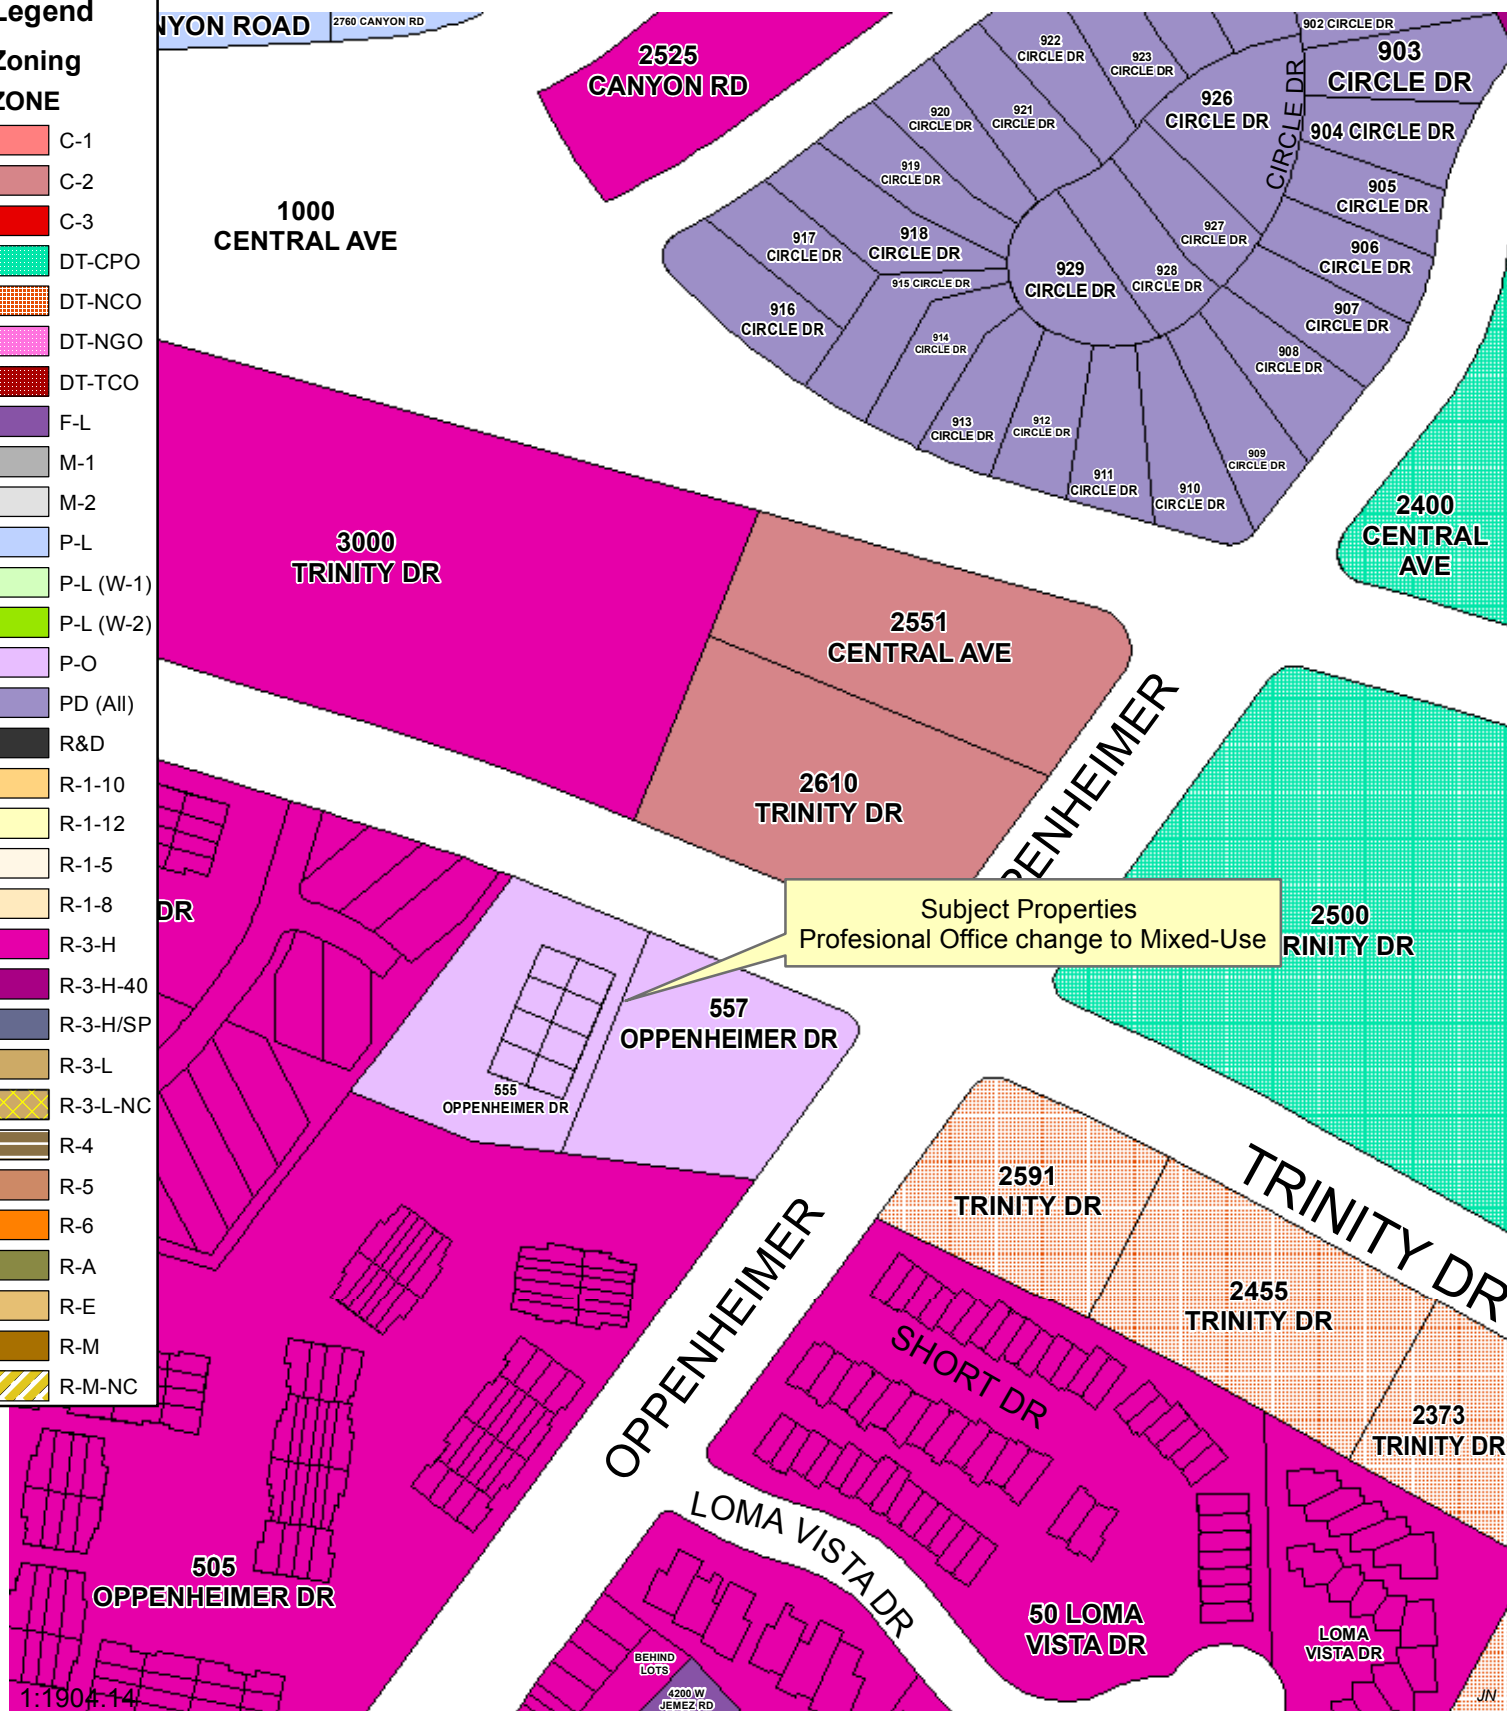 Legend
Zoning
ZONE
C-1
C-2
C-3
DT-CPO
DT-NCO
DT-NGO
DT-TCO
F-L
M-1
M-2
P-L
P-L (W-1)
P-L (W-2)
P-O
PD (All)
R&D
R-1-10
R-1-12
R-1-5
R-1-8
R-3-H
R-3-H-40
R-3-H/SP
R-3-L
R-3-L-NC
R-4
R-5
R-6
R-A
R-E
R-M
R-M-NC
NYON ROAD
2760 CANYON RD
2525
CANYON RD
1000
CENTRAL AVE
902 CIRCLE DR
903
CIRCLE DR
904 CIRCLE DR
905
CIRCLE DR
906
CIRCLE DR
907
CIRCLE DR
908
CIRCLE DR
909
CIRCLE DR
910
CIRCLE DR
911
CIRCLE DR
912
CIRCLE DR
913
CIRCLE DR
914
CIRCLE DR
915 CIRCLE DR
916
CIRCLE DR
917
CIRCLE DR
918
CIRCLE DR
919
CIRCLE DR
920
CIRCLE DR
921
CIRCLE DR
922
CIRCLE DR
923
CIRCLE DR
926
CIRCLE DR
927
CIRCLE DR
928
CIRCLE DR
929
CIRCLE DR
CIRCLE DR
2400
CENTRAL
AVE
3000
TRINITY DR
2551
CENTRAL AVE
2610
TRINITY DR
PENHEIMER
DR
Subject Properties
Profesional Office change to Mixed-Use
2500
RINITY DR
557
OPPENHEIMER DR
555
OPPENHEIMER DR
2591
TRINITY DR
TRINITY DR
2455
TRINITY DR
2373
TRINITY DR
OPPENHEIMER
SHORT DR
LOMA VISTA DR
505
OPPENHEIMER DR
50 LOMA
VISTA DR
LOMA
VISTA DR
BEHIND
LOTS
4200 W
JEMEZ RD
1:1904.14
JN